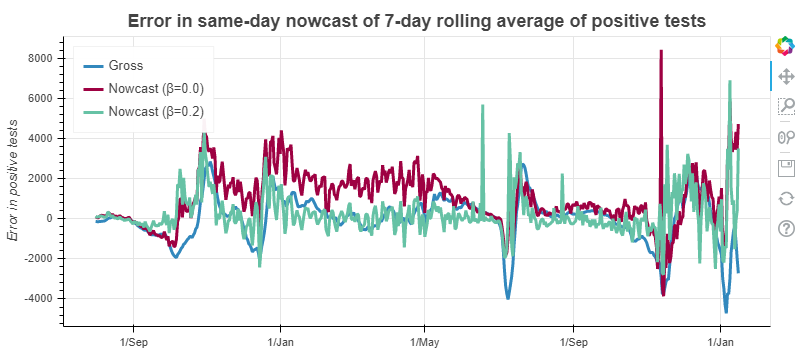 Error in same-day nowcast of 7-day rolling average of positive tests
Gross
Nowcast (β=0.0)
Nowcast (β=0.2)
Error in positive tests
8000
6000
4000
2000
0
-2000
-4000
1/Sep
1/Jan
1/May
1/Sep
1/Jan